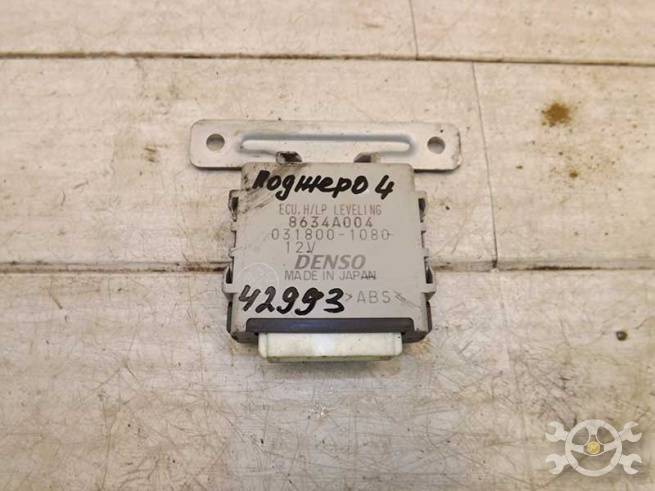 Поджеро 4
ECU, H/LP LEVELING
8634A004
031800-1080
12V
DENSO
MADE IN JAPAN
42993 >ABS<